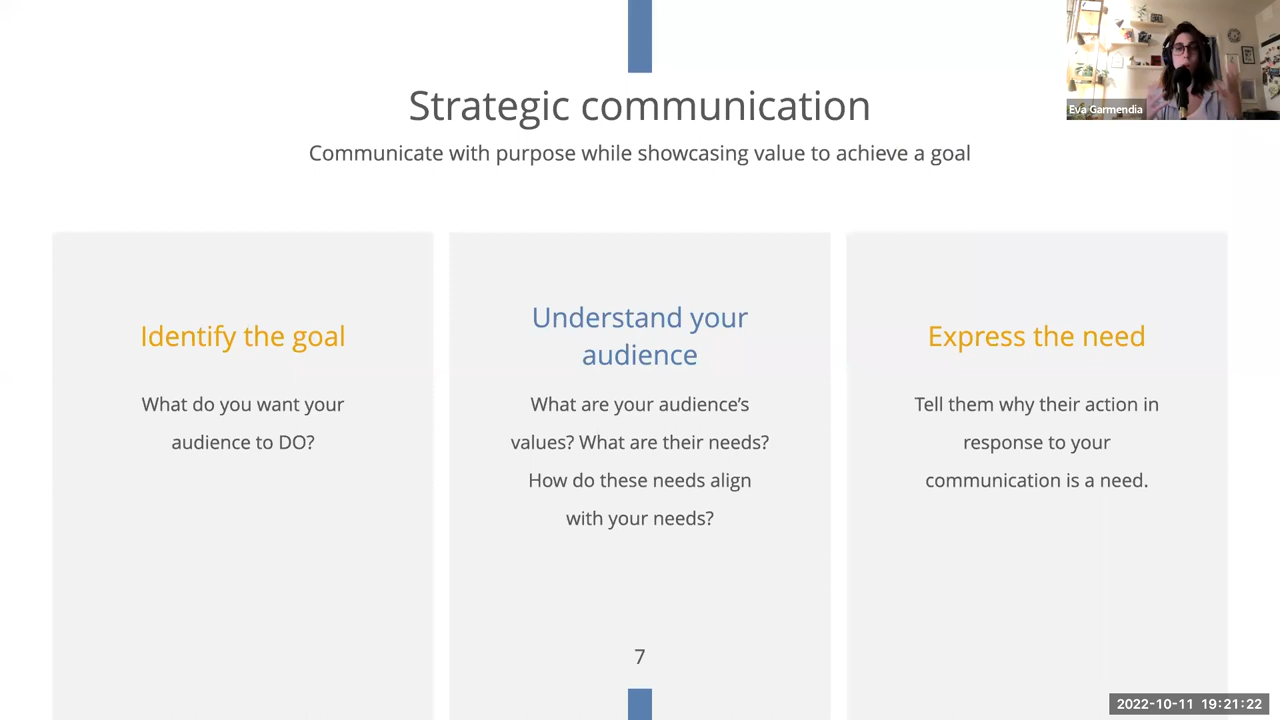 Strategic communication
Communicate with purpose while showcasing value to achieve a goal
Eva Garmendia
Identify the goal
What do you want your
audience to DO?
Understand your
audience
What are your audience's
values? What are their needs?
How do these needs align
with your needs?
Express the need
Tell them why their action in
response to your
communication is a need.
7
2022-10-11 19:21:22